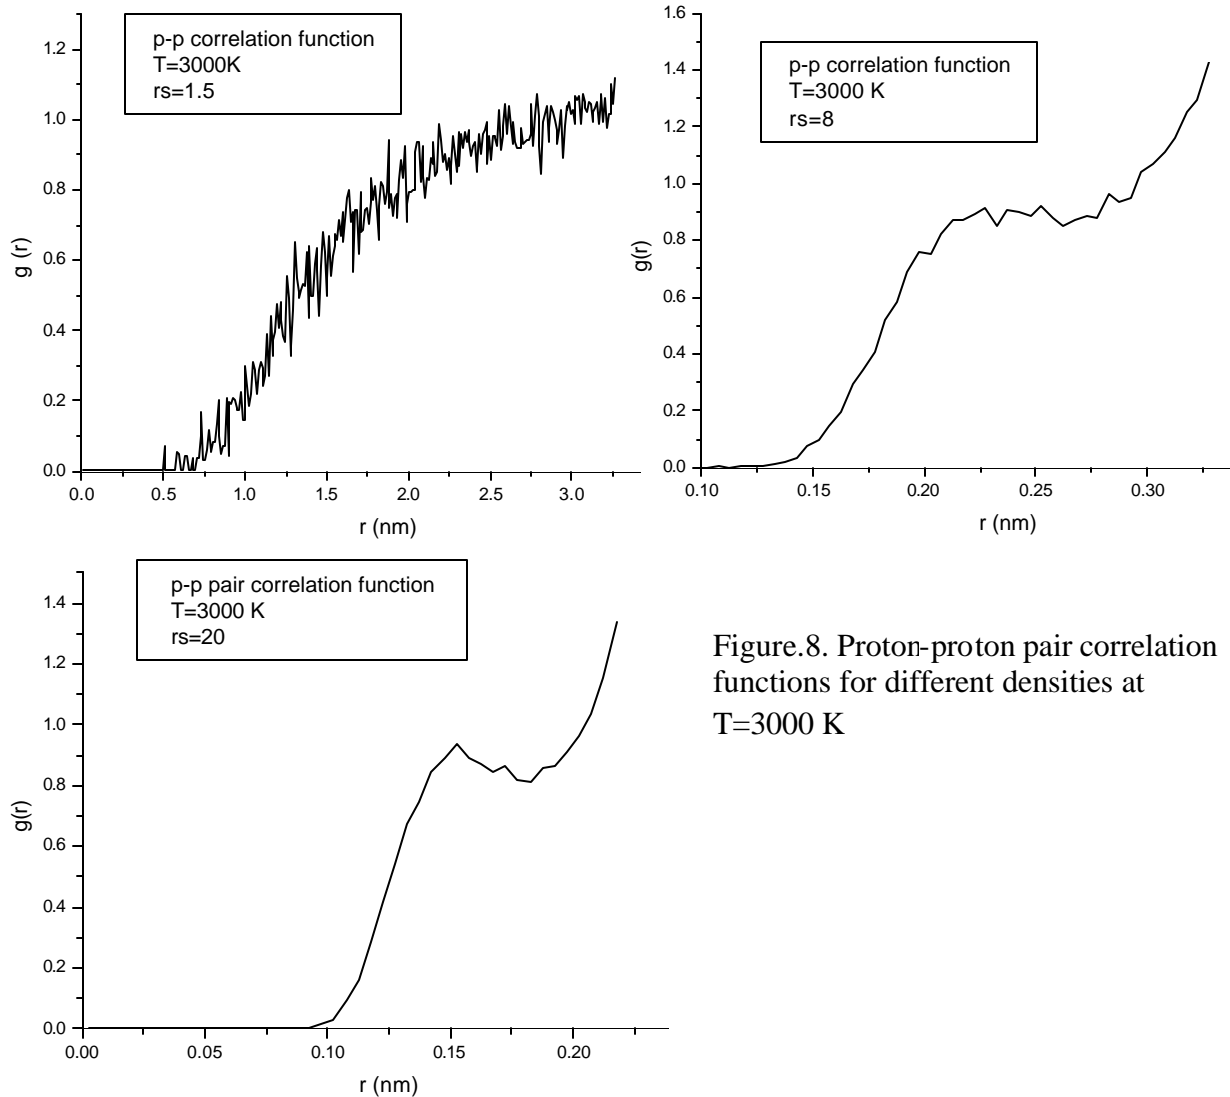 p-p correlation function
T=3000K
rs=1.5
g (r)
1.2
1.0
0.8
0.6
0.4
0.2
0.0
0.0 0.5 1.0 1.5 2.0 2.5 3.0
r (nm)
p-p correlation function
T=3000 K
rs=8
g(r)
1.6
1.4
1.2
1.0
0.8
0.6
0.4
0.2
0.0
0.10 0.15 0.20 0.25 0.30
r (nm)
p-p pair correlation function
T=3000 K
rs=20
g(r)
1.4
1.2
1.0
0.8
0.6
0.4
0.2
0.0
0.00 0.05 0.10 0.15 0.20
r (nm)
Figure.8. Proton-proton pair correlation
functions for different densities at
T=3000 K